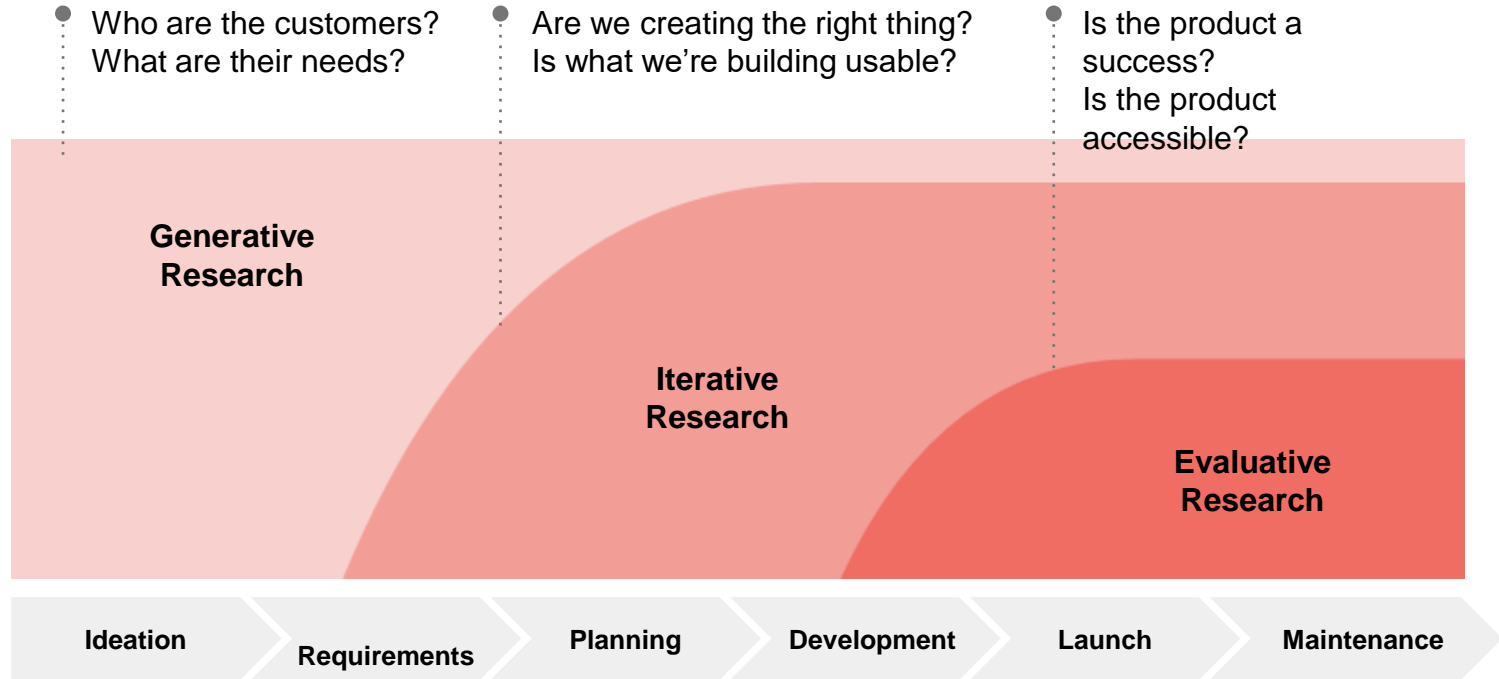 Who are the customers?
What are their needs?
Are we creating the right thing?
Is what we’re building usable?
Is the product a
success?
Is the product
accessible?
Generative
Research
Iterative
Research
Evaluative
Research
Ideation
Requirements
Planning
Development
Launch
Maintenance